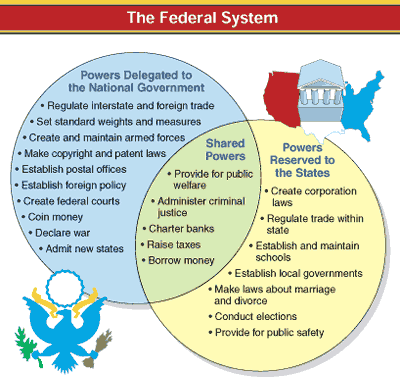 The Federal System
Powers Delegated to
the National Government
• Regulate interstate and foreign trade
• Set standard weights and measures
• Create and maintain armed forces
• Make copyright and patent laws
• Establish postal offices
• Establish foreign policy
• Create federal courts
• Coin money
• Declare war
• Admit new states
Shared
Powers
• Provide for public
welfare
• Administer criminal
justice
• Charter banks
• Raise taxes
• Borrow money
Powers
Reserved to
the States
• Create corporation
laws
• Regulate trade within
state
• Establish and maintain
schools
• Establish local governments
• Make laws about marriage
and divorce
• Conduct elections
• Provide for public safety